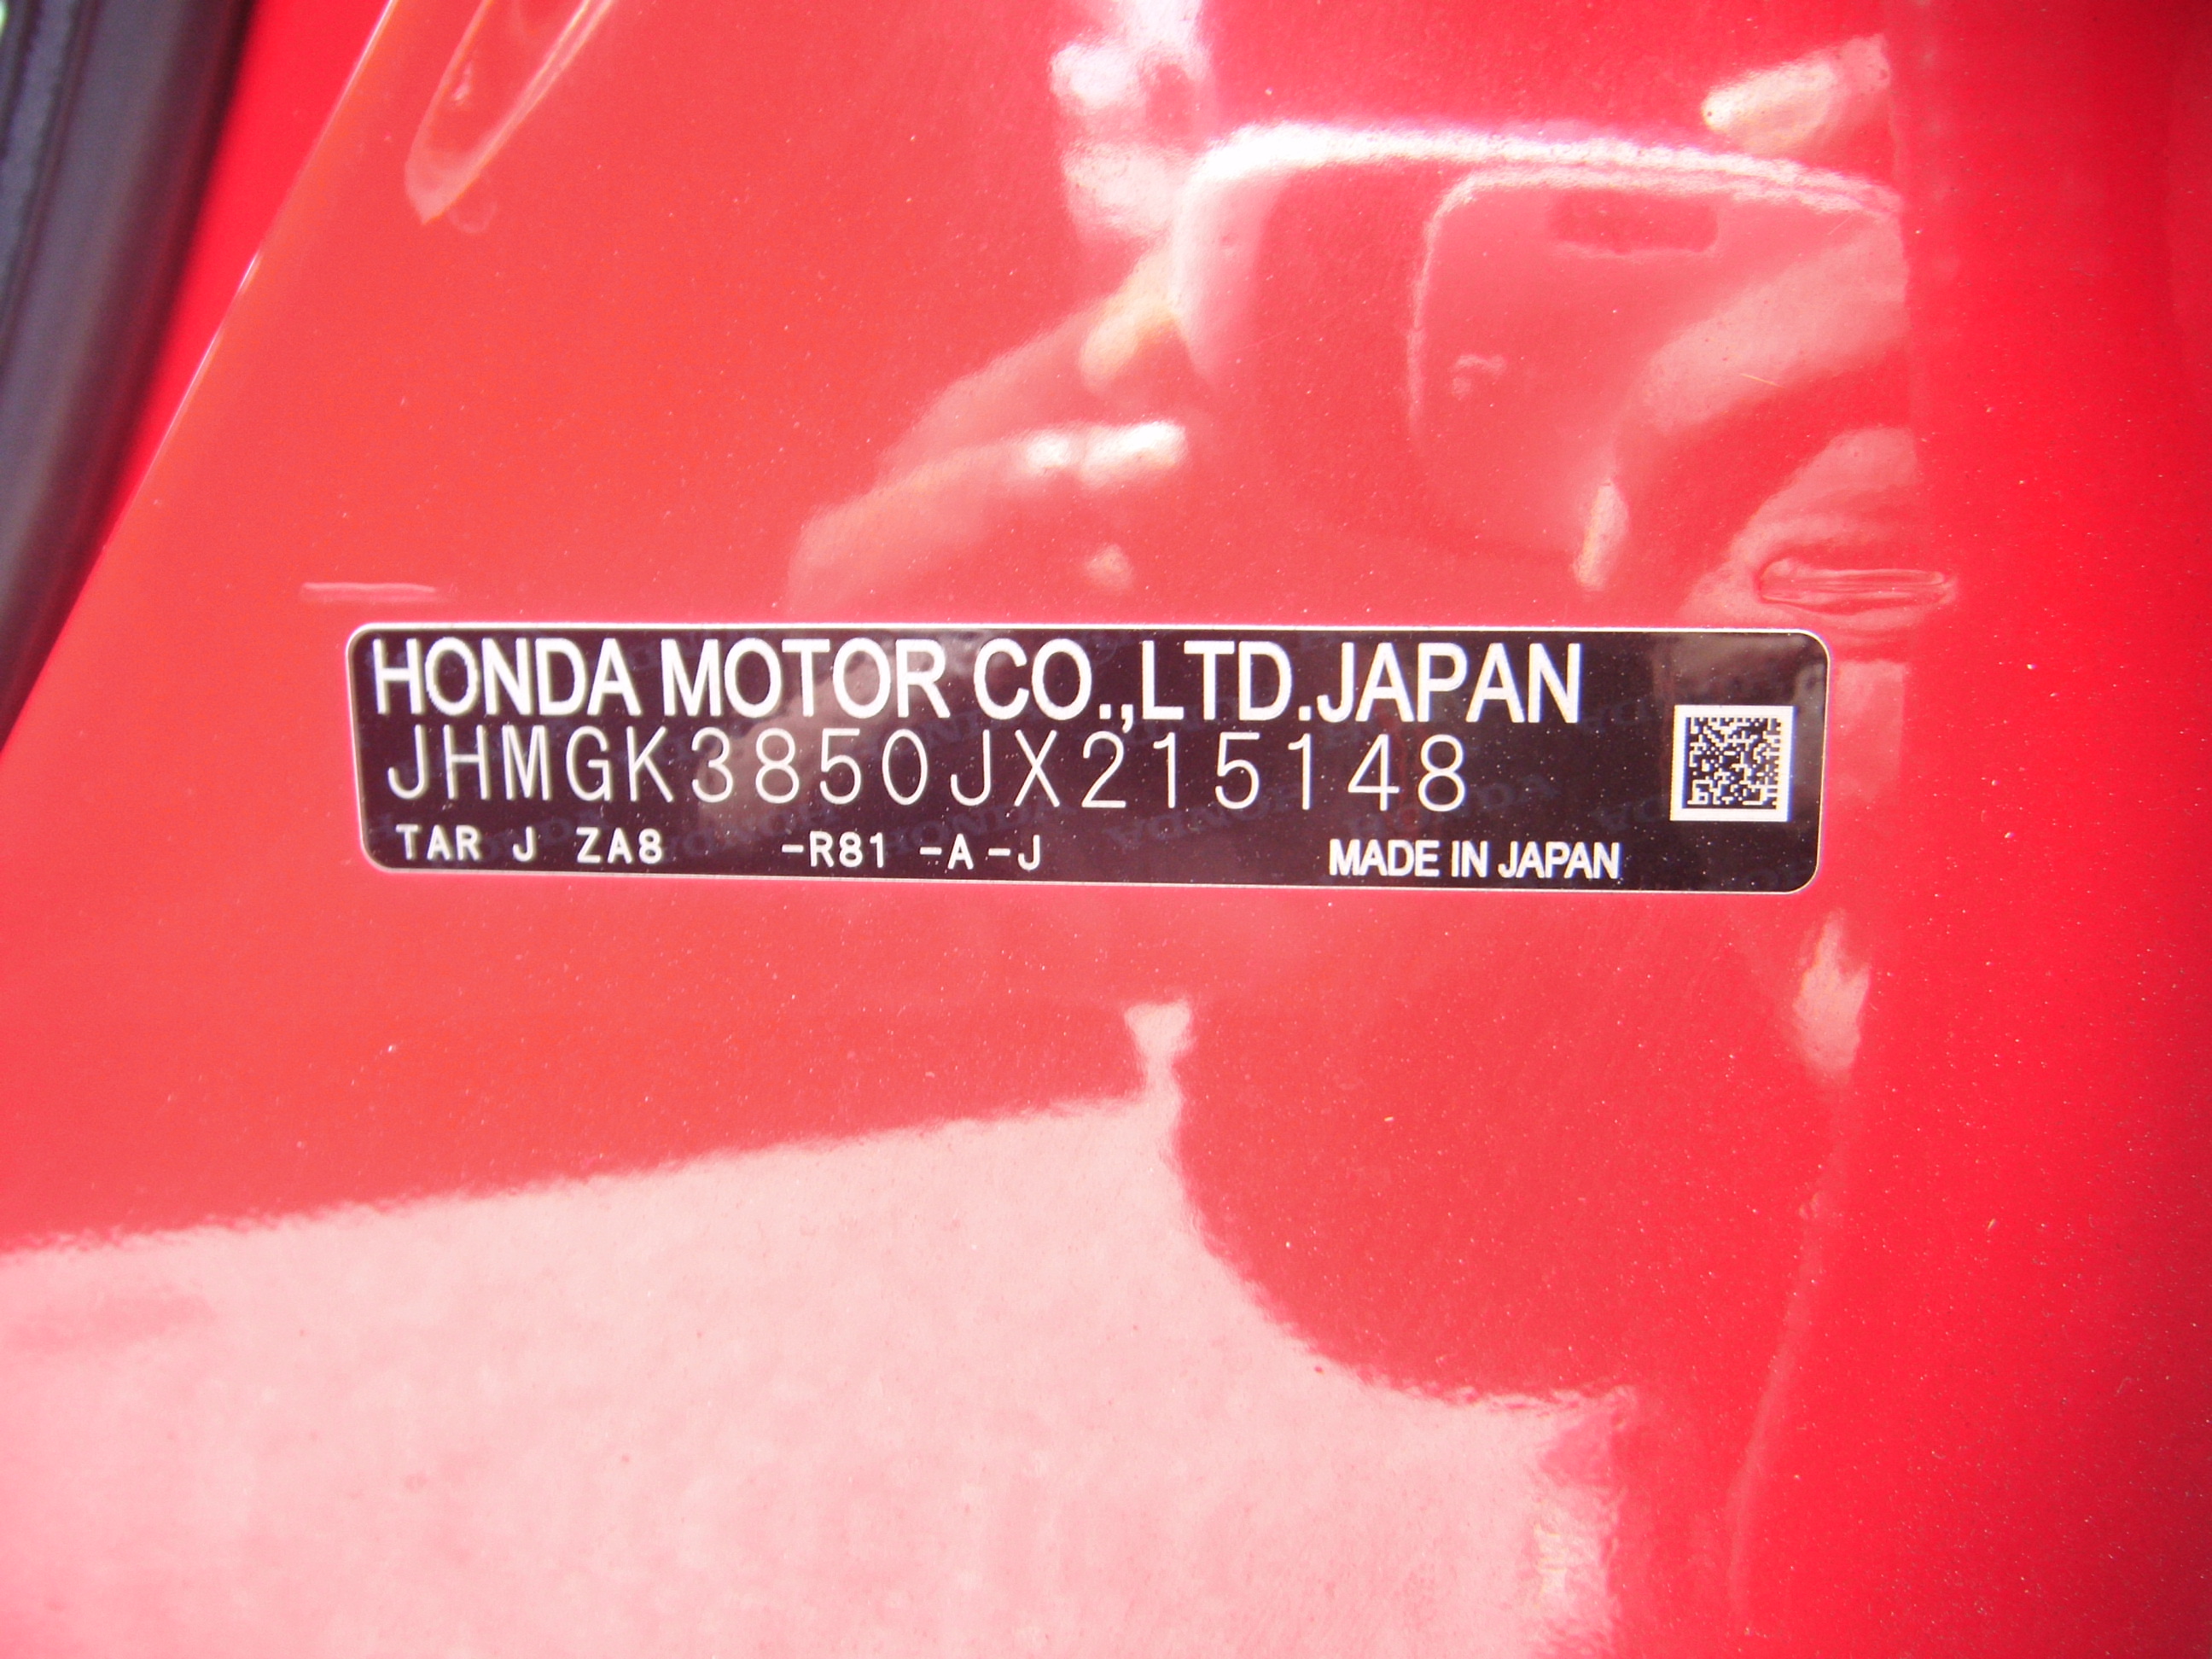 HONDA MOTOR CO.,LTD.JAPAN
JHMGK3850JX215148
TAR J ZA8 -R81 -A -J MADE IN JAPAN